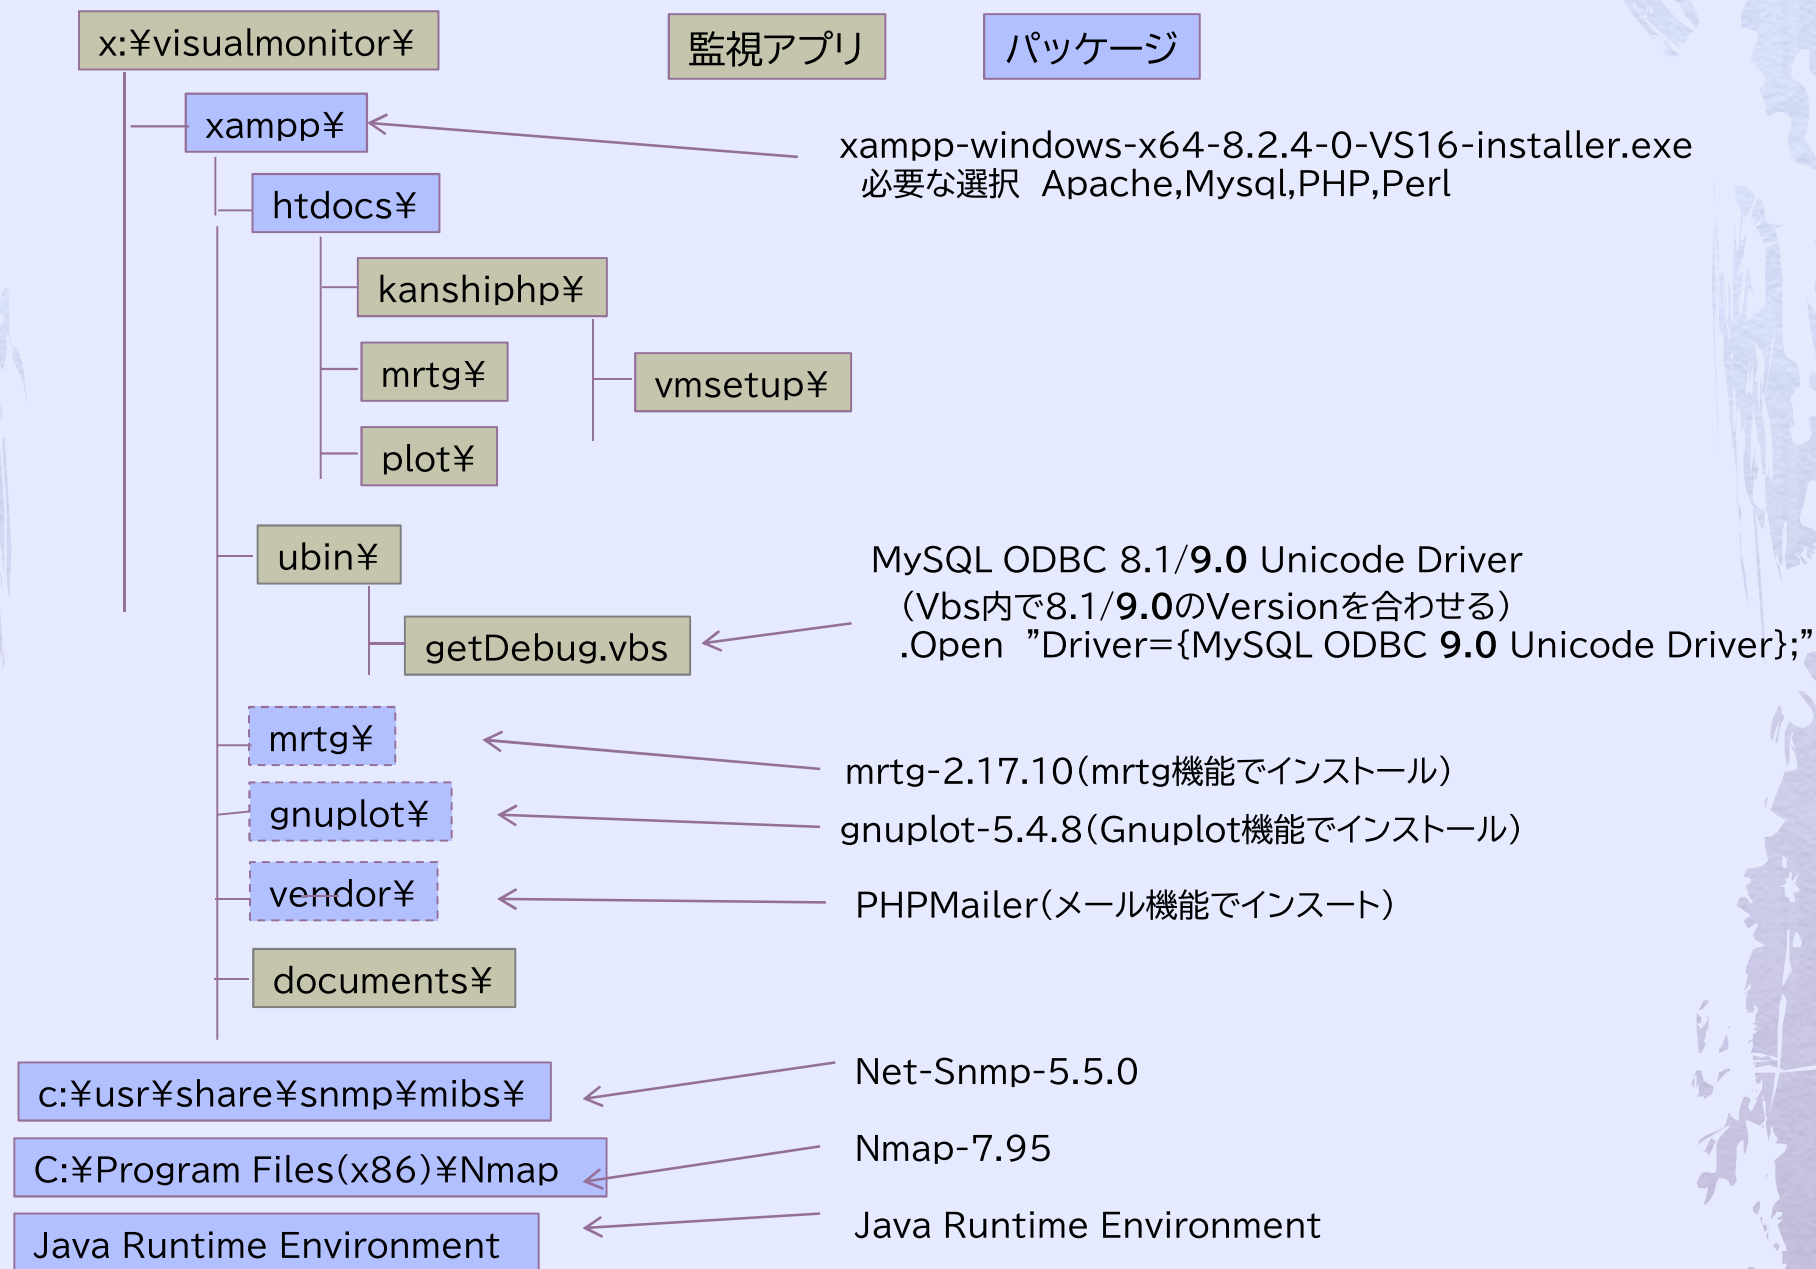 x:¥visualmonitor¥
監視アプリ
パッケージ
xampp¥
xampp-windows-x64-8.2.4-0-VS16-installer.exe
必要な選択 Apache,Mysql,PHP,Perl
htdocs¥
kanshiphp¥
mrtg¥
vmsetup¥
plot¥
ubin¥
MySQL ODBC 8.1/9.0 Unicode Driver
（Vbs内で8.1/9.0のVersionを合わせる）
.Open ”Driver={MySQL ODBC 9.0 Unicode Driver};”
getDebug.vbs
mrtg¥
mrtg-2.17.10（mrtg機能でインストール）
gnuplot¥
gnuplot-5.4.8（Gnuplot機能でインストール）
vendor¥
PHPMailer（メール機能でインスート）
documents¥
c:¥usr¥share¥snmp¥mibs¥
Net-Snmp-5.5.0
C:¥Program Files(x86)¥Nmap
Nmap-7.95
Java Runtime Environment
Java Runtime Environment